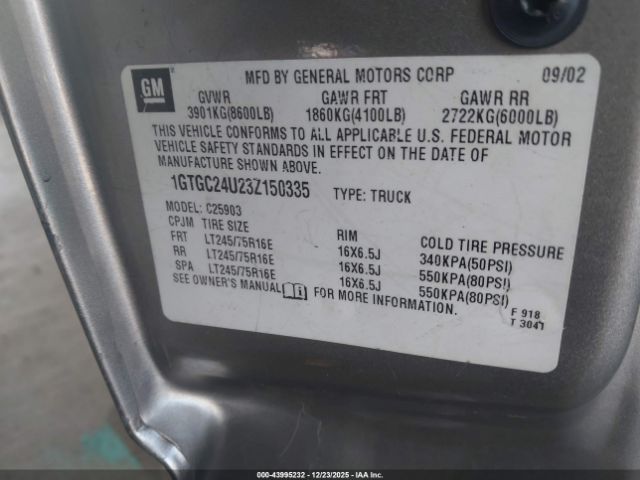 GM
MFD BY GENERAL MOTORS CORP 09/02
GVWR GAWR FRT GAWR RR
3901KG(8600LB) 1860KG(4100LB) 2722KG(6000LB)
THIS VEHICLE CONFORMS TO ALL APPLICABLE U.S. FEDERAL MOTOR
VEHICLE SAFETY STANDARDS IN EFFECT ON THE DATE OF
MANUFACTURE SHOWN ABOVE.
1GTGC24U23Z150335 TYPE: TRUCK
MODEL: C25903
CPJM TIRE SIZE RIM COLD TIRE PRESSURE
FRT LT245/75R16E 16X6.5J 340KPA(50PSI)
RR LT245/75R16E 16X6.5J 550KPA(80PSI)
SPA LT245/75R16E 16X6.5J 550KPA(80PSI)
SEE OWNER'S MANUAL FOR MORE INFORMATION.
F 918
T 3041
000-43995232 - 12/23/2025 - IAA Inc.